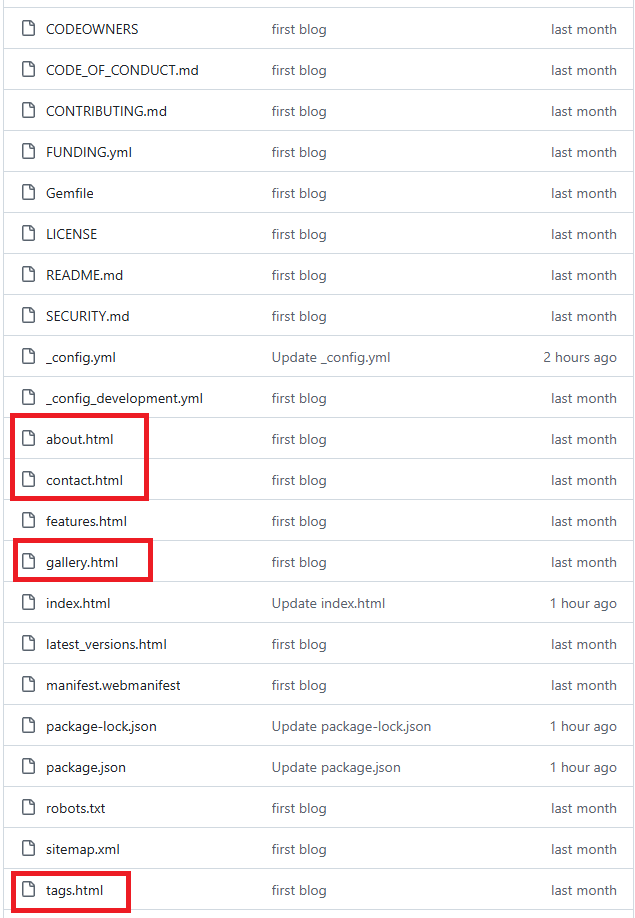 CODEOWNERS first blog last month
CODE_OF_CONDUCT.md first blog last month
CONTRIBUTING.md first blog last month
FUNDING.yml first blog last month
Gemfile first blog last month
LICENSE first blog last month
README.md first blog last month
SECURITY.md first blog last month
_config.yml Update _config.yml 2 hours ago
_config_development.yml first blog last month
about.html first blog last month
contact.html first blog last month
features.html first blog last month
gallery.html first blog last month
index.html Update index.html 1 hour ago
latest_versions.html first blog last month
manifest.webmanifest first blog last month
package-lock.json Update package-lock.json 1 hour ago
package.json Update package.json 1 hour ago
robots.txt first blog last month
sitemap.xml first blog last month
tags.html first blog last month